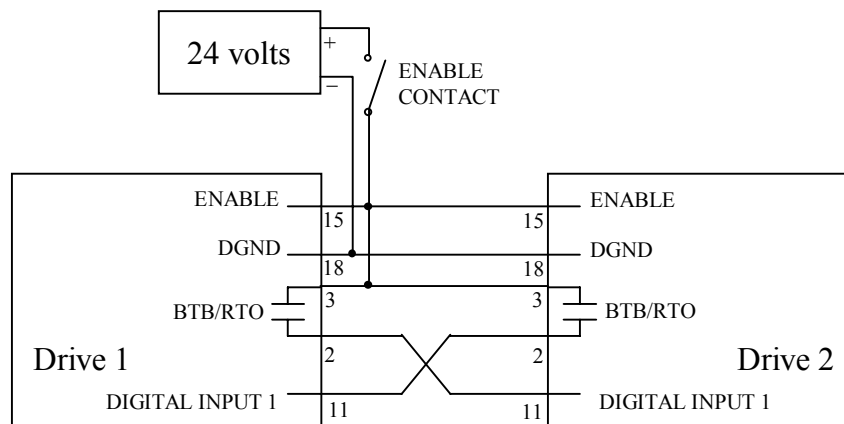 24 volts
+
−
ENABLE
CONTACT
ENABLE
15
15
ENABLE
DGND
18
18
DGND
BTB/RTO
3
3
BTB/RTO
Drive 1
2
2
Drive 2
DIGITAL INPUT 1
11
11
DIGITAL INPUT 1